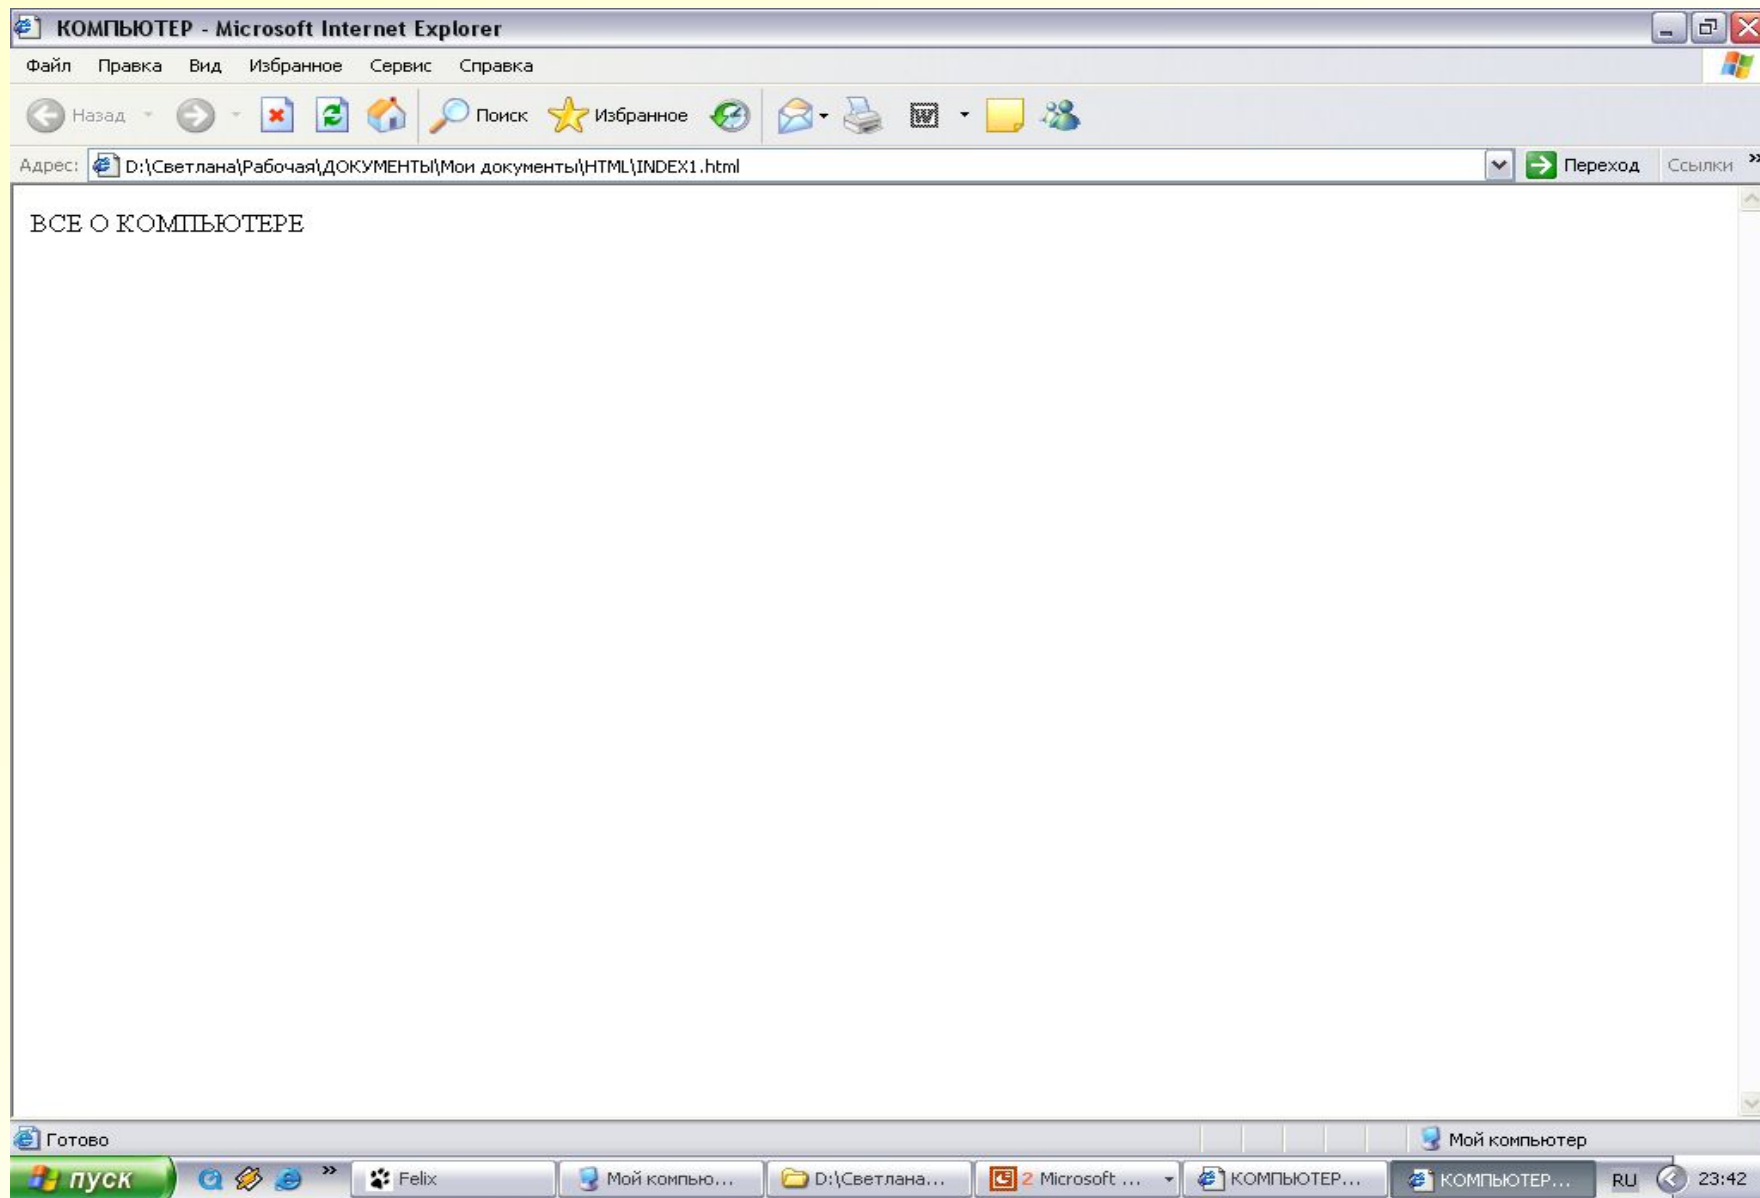 КОМПЬЮТЕР - Microsoft Internet Explorer
Файл Правка Вид Избранное Сервис Справка
Назад Поиск Избранное
Адрес: D:\Светлана\Рабочая\ДОКУМЕНТЫ\Мои документы\HTML\INDEX1.html Переход Ссылки »
ВСЕ О КОМПЬЮТЕРЕ
Готово Мой компьютер
пуск » Felix Мой компью... D:\Светлана... 2 Microsoft ... КОМПЬЮТЕР... КОМПЬЮТЕР... RU 23:42